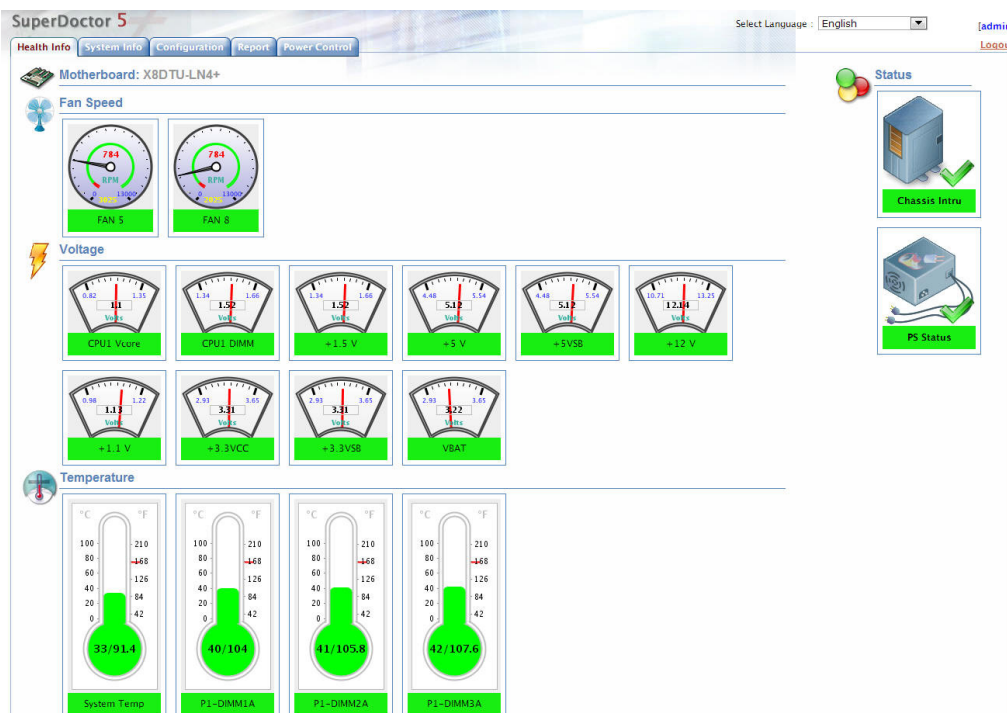 SuperDoctor 5
Select Language : English
[admin
Logou
Health Info System Info Configuration Report Power Control
Motherboard: X8DTU-LN4+
Status
Fan Speed
784 RPM 0 13000 FAN 5
784 RPM 0 13000 FAN 8
Chassis Intru
PS Status
Voltage
0.82 1.35 1.1 Volts CPU1 Vcore
1.34 1.66 1.52 Volts CPU1 DIMM
1.34 1.66 1.52 Volts +1.5 V
4.48 5.54 5.12 Volts +5 V
4.48 5.54 5.12 Volts +5VSB
10.71 13.25 12.14 Volts +12 V
0.98 1.22 1.13 Volts +1.1 V
2.93 3.65 3.31 Volts +3.3VCC
2.93 3.65 3.31 Volts +3.3VSB
2.93 3.65 3.22 Volts VBAT
Temperature
°C °F
100 210
80 168
60 126
40 84
20 42
0
33/91.4
System Temp
°C °F
100 210
80 168
60 126
40 84
20 42
0
40/104
P1-DIMM1A
°C °F
100 210
80 168
60 126
40 84
20 42
0
41/105.8
P1-DIMM2A
°C °F
100 210
80 168
60 126
40 84
20 42
0
42/107.6
P1-DIMM3A